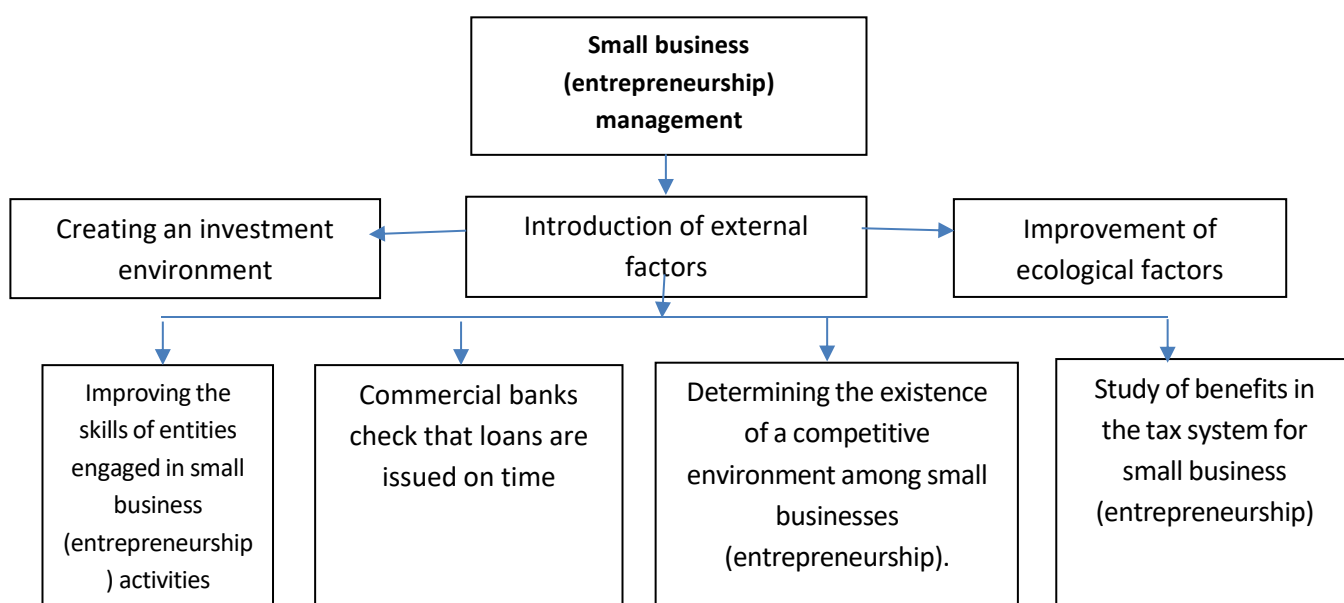 Small business
(entrepreneurship)
management
Creating an investment
environment
Introduction of external
factors
Improvement of
ecological factors
Improving the
skills of entities
engaged in small
business
(entrepreneurship
) activities
Commercial banks
check that loans are
issued on time
Determining the existence
of a competitive
environment among small
businesses
(entrepreneurship).
Study of benefits in
the tax system for
small business
(entrepreneurship)